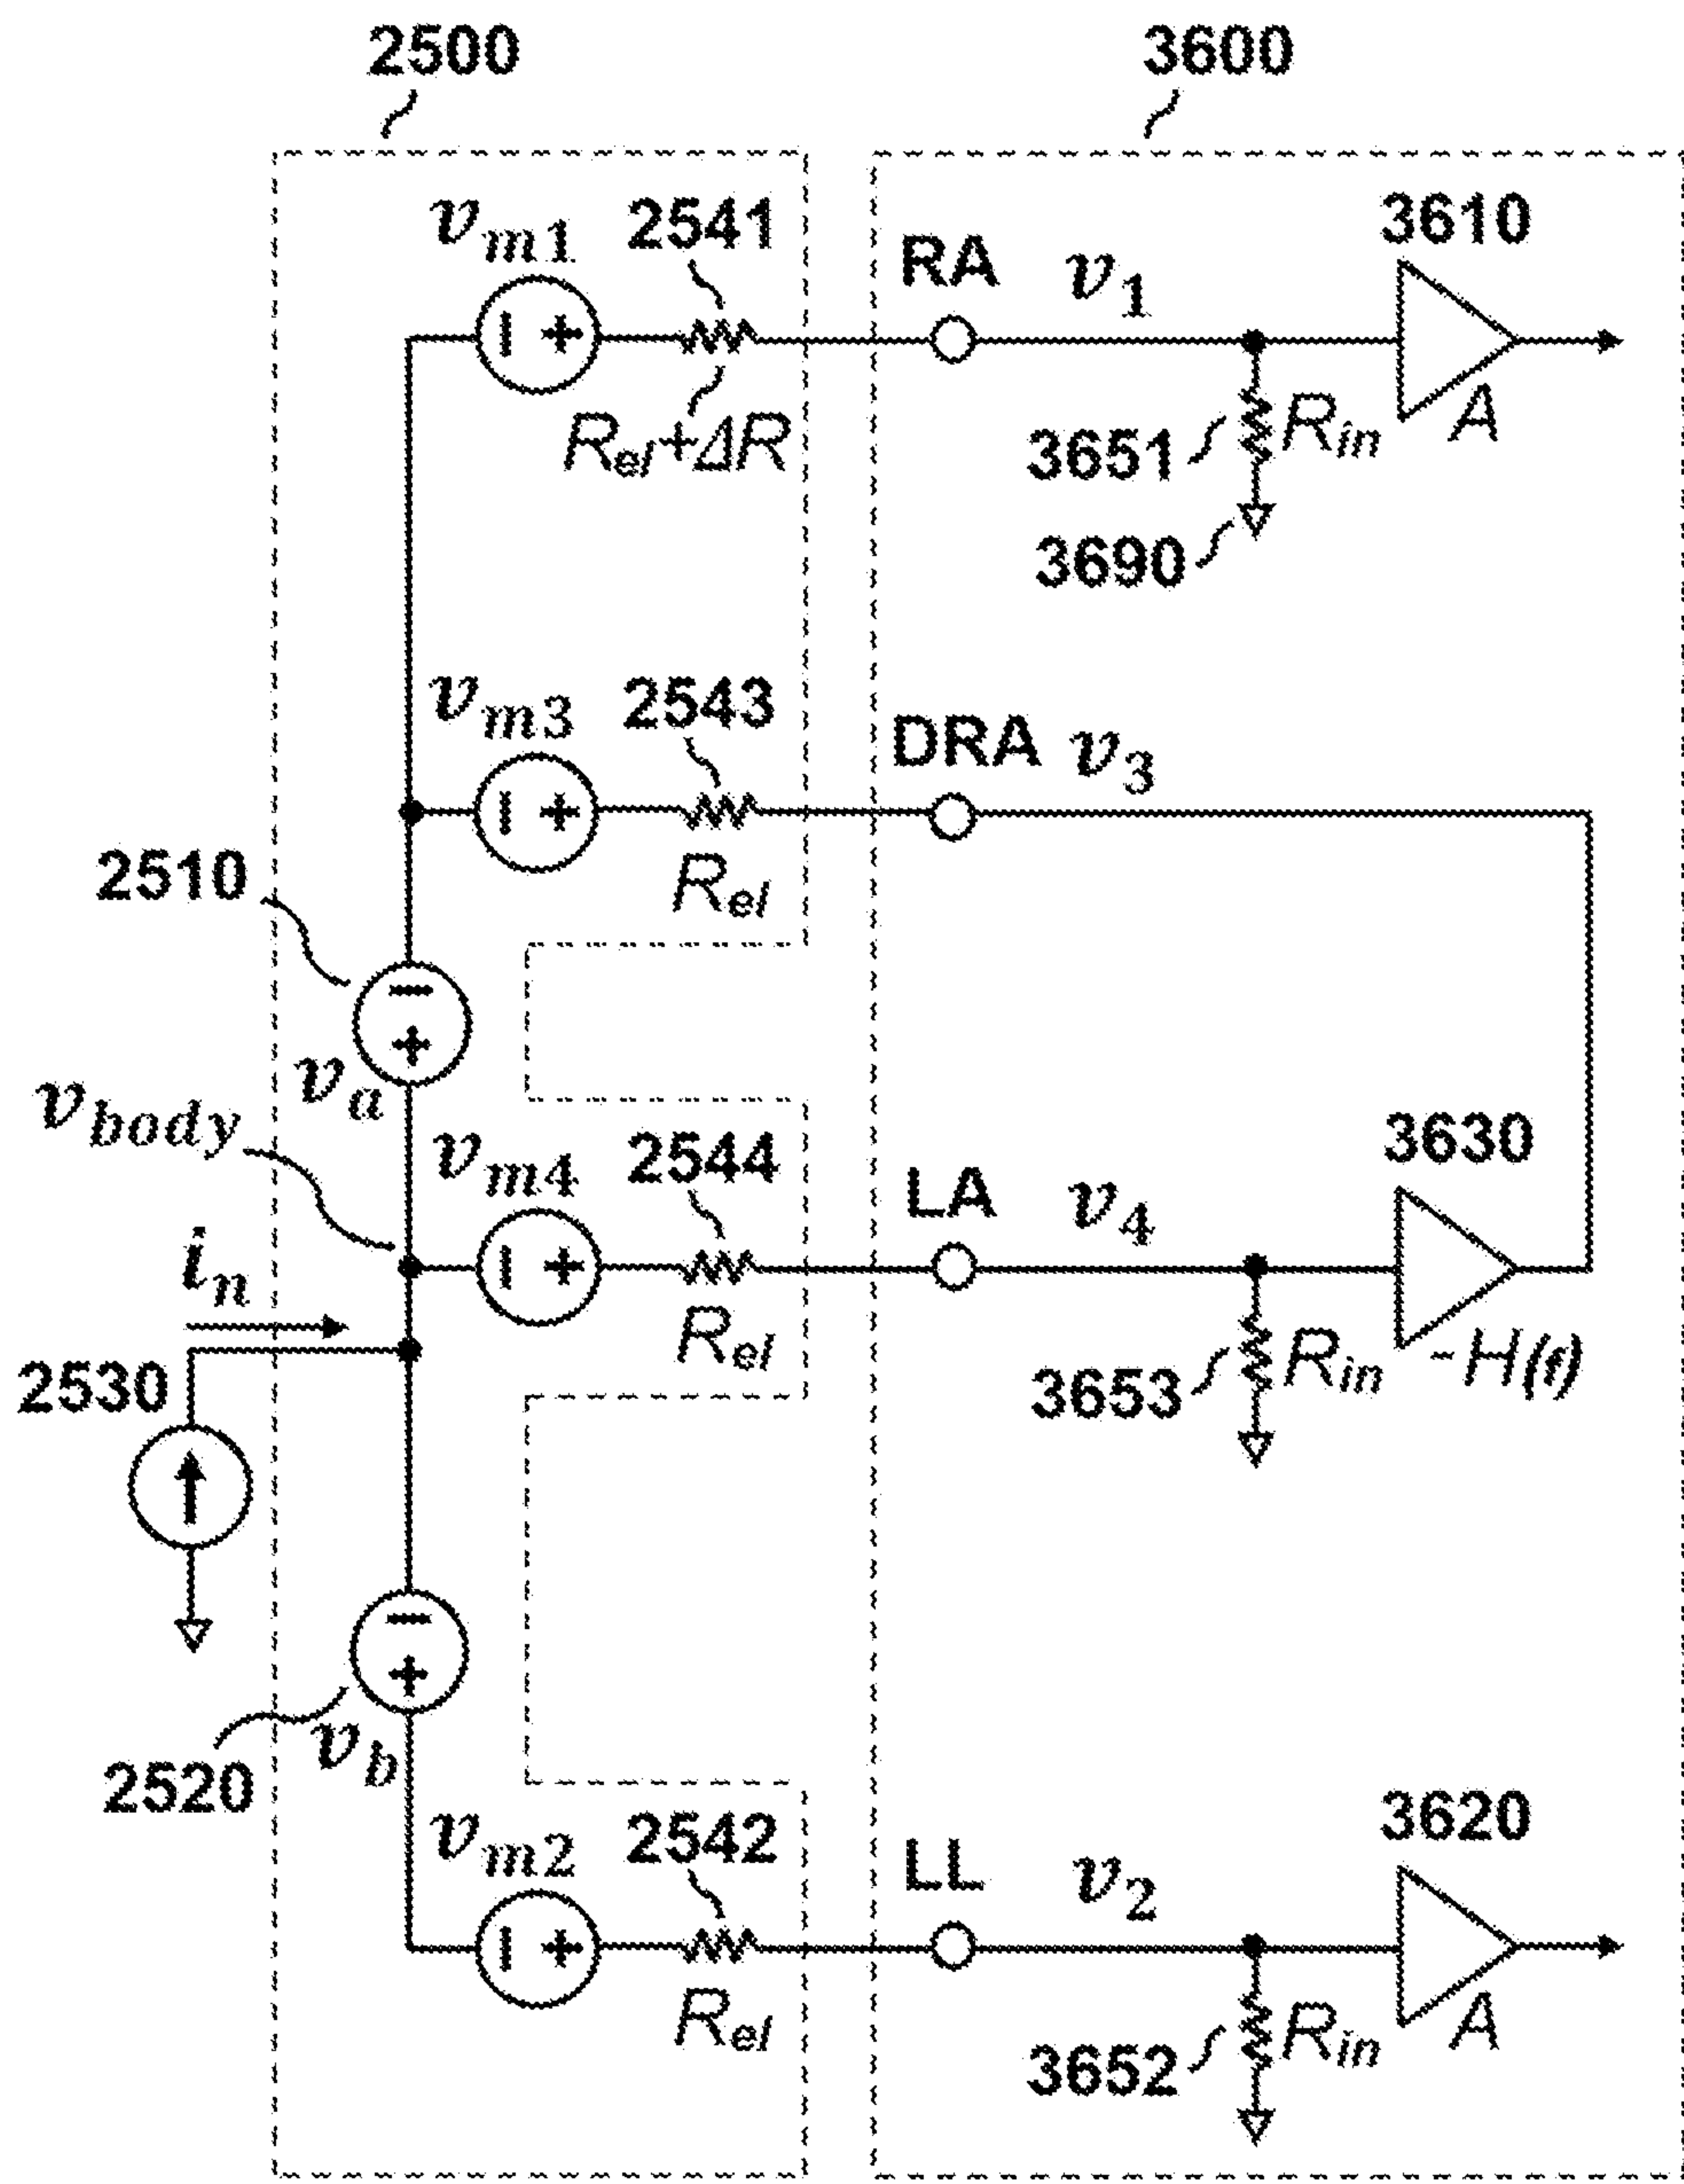 2500
3600
v_m1
2541
RA
v_1
3610
R_el+ΔR
3651
R_in
A
3690
v_m3
2543
DRA
v_3
2510
R_el
v_a
v_body
v_m4
2544
LA
v_4
3630
i_n
R_el
3653
R_in
-H(f)
2530
2520
v_b
v_m2
2542
LL
v_2
3620
R_el
3652
R_in
A